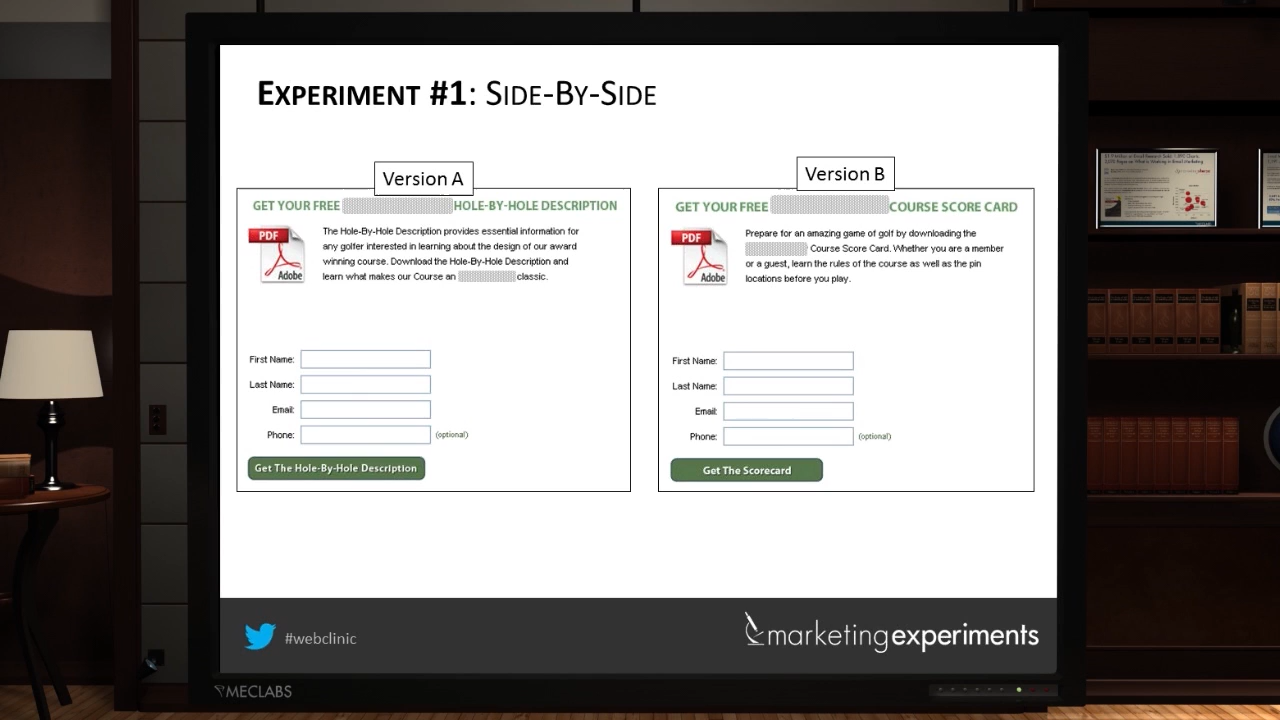 EXPERIMENT #1: SIDE-BY-SIDE
Version A
GET YOUR FREE HOLE-BY-HOLE DESCRIPTION
PDF
Adobe
The Hole-By-Hole Description provides essential information for
any golfer interested in learning about the design of our award
winning course. Download the Hole-By-Hole Description and
learn what makes our Course an classic.
First Name:
Last Name:
Email:
Phone:
(optional)
Get The Hole-By-Hole Description
Version B
GET YOUR FREE COURSE SCORE CARD
PDF
Adobe
Prepare for an amazing game of golf by downloading the
Course Score Card. Whether you are a member
or a guest, learn the rules of the course as well as the pin
locations before you play.
First Name:
Last Name:
Email:
Phone:
(optional)
Get The Scorecard
#webclinic
marketingexperiments
MECLABS